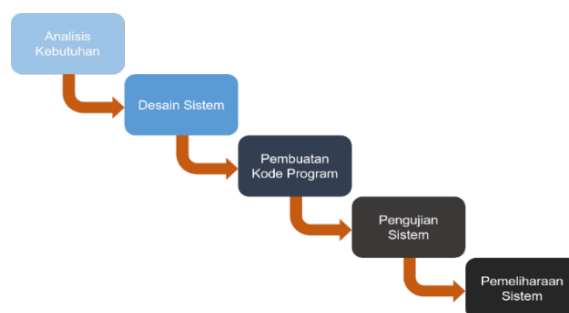 Analisis
Kebutuhan
Desain Sistem
Pembuatan
Kode Program
Pengujian
Sistem
Pemeliharaan
Sistem